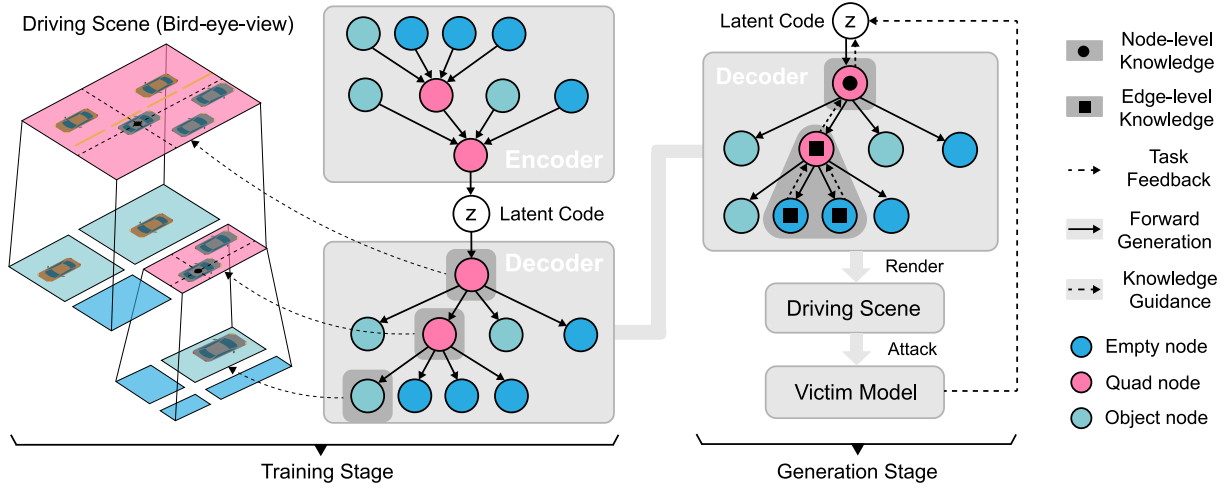 Driving Scene (Bird-eye-view)
Encoder
z
Latent Code
Decoder
Training Stage
Latent Code
z
Decoder
Render
Driving Scene
Attack
Victim Model
Generation Stage
Node-level
Knowledge
Edge-level
Knowledge
Task
Feedback
Forward
Generation
Knowledge
Guidance
Empty node
Quad node
Object node